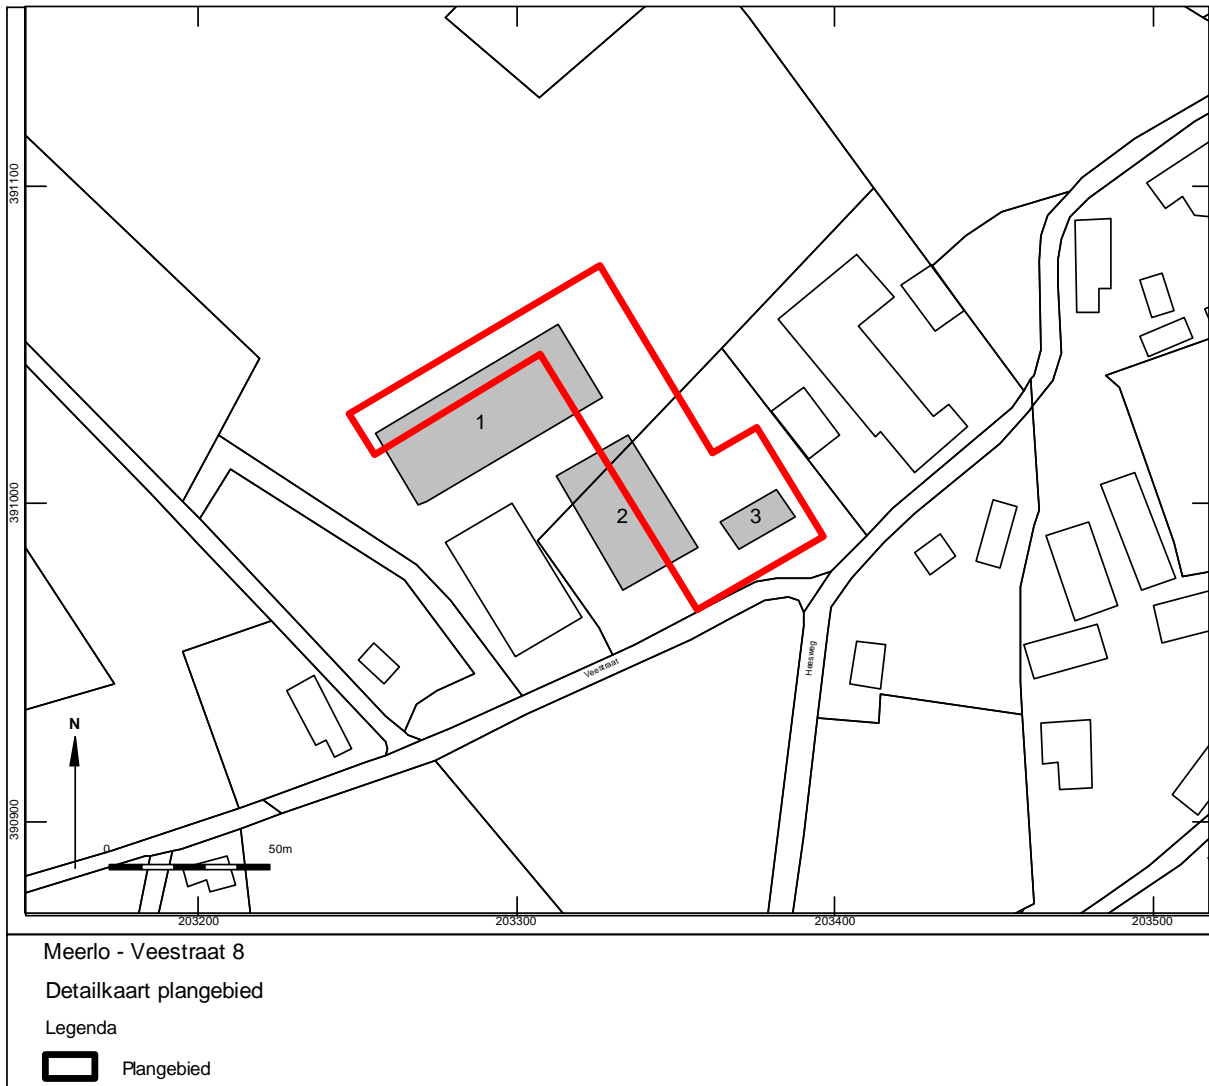 391100
391000
390900
1
2
3
Veestraat
Heesweg
N
0 50m
203200 203300 203400 203500
Meerlo - Veestraat 8
Detailkaart plangebied
Legenda
Plangebied